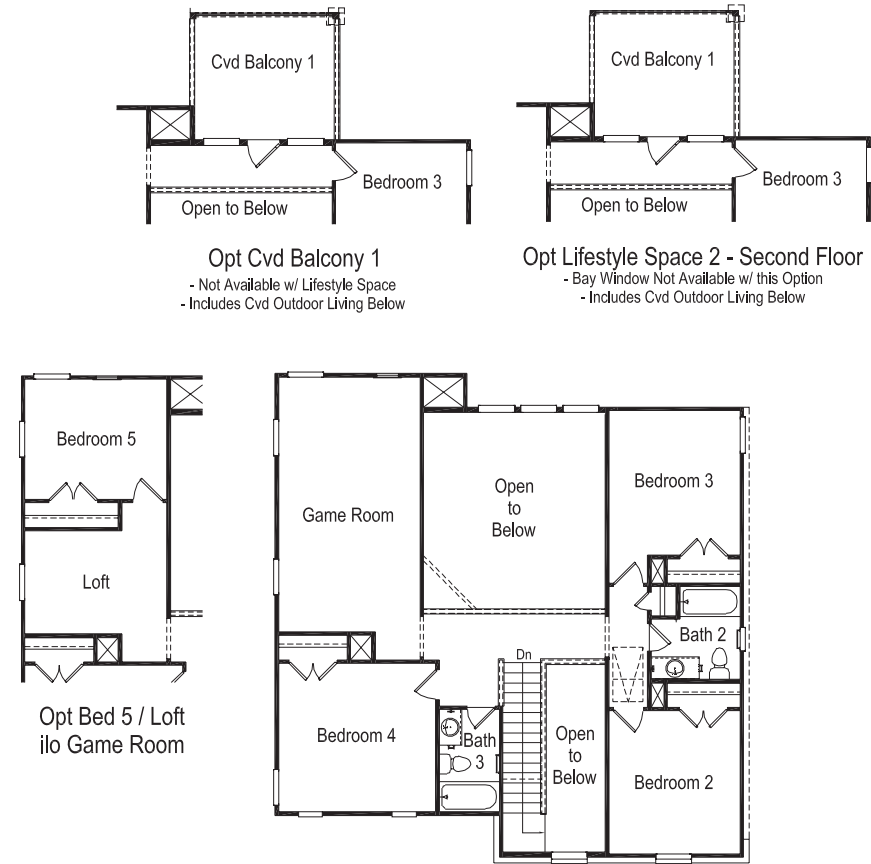 Cvd Balcony 1
Bedroom 3
Open to Below
Opt Cvd Balcony 1
- Not Available w/ Lifestyle Space
- Includes Cvd Outdoor Living Below
Cvd Balcony 1
Bedroom 3
Open to Below
Opt Lifestyle Space 2 - Second Floor
- Bay Window Not Available w/ this Option
- Includes Cvd Outdoor Living Below
Bedroom 5
Loft
Opt Bed 5 / Loft
ilo Game Room
Game Room
Open
to
Below
Bedroom 3
Bath 2
Dn
Bedroom 4
Bath
3
Open
to
Below
Bedroom 2